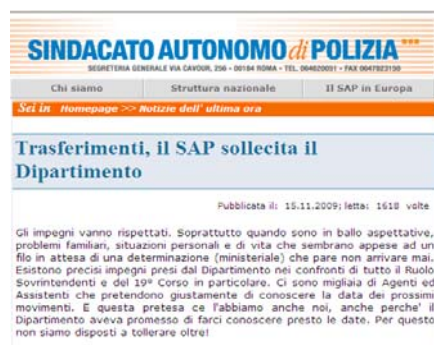 SINDACATO AUTONOMO di POLIZIA
SEGRETERIA GENERALE VIA CAVOUR, 256 - 00184 ROMA - TEL. 064620051 - FAX 0647823150
Chi siamo Struttura nazionale Il SAP in Europa
Sei in Homepage >> Notizie dell' ultima ora
Trasferimenti, il SAP sollecita il
Dipartimento
Pubblicata il: 15.11.2009; letta: 1618 volte
Gli impegni vanno rispettati. Soprattutto quando sono in ballo aspettative,
problemi familiari, situazioni personali e di vita che sembrano appese ad un
filo in attesa di una determinazione (ministeriale) che pare non arrivare mai.
Esistono precisi impegni presi dal Dipartimento nei confronti di tutto il Ruolo
Sovrintendenti e del 19° Corso in particolare. Ci sono migliaia di Agenti ed
Assistenti che pretendono giustamente di conoscere la data dei prossimi
movimenti. E questa pretesa ce l'abbiamo anche noi, anche perche' il
Dipartimento aveva promesso di farci conoscere presto le date. Per questo
non siamo disposti a tollerare oltre!